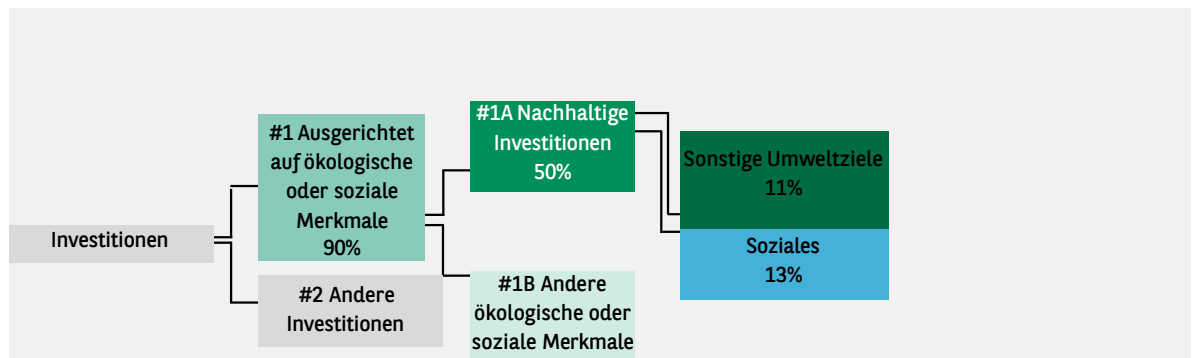 Investitionen
#1 Ausgerichtet
auf ökologische
oder soziale
Merkmale
90%
#2 Andere
Investitionen
#1A Nachhaltige
Investitionen
50%
#1B Andere
ökologische oder
soziale Merkmale
Sonstige Umweltziele
11%
Soziales
13%